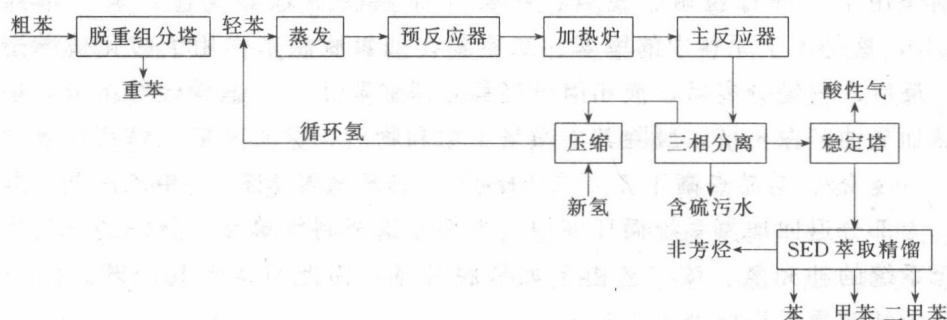 粗苯
脱重组分塔
轻苯
蒸发
预反应器
加热炉
主反应器
重苯
酸性气
循环氢
压缩
三相分离
稳定塔
新氢
含硫污水
非芳烃
SED 萃取精馏
苯 甲苯 二甲苯